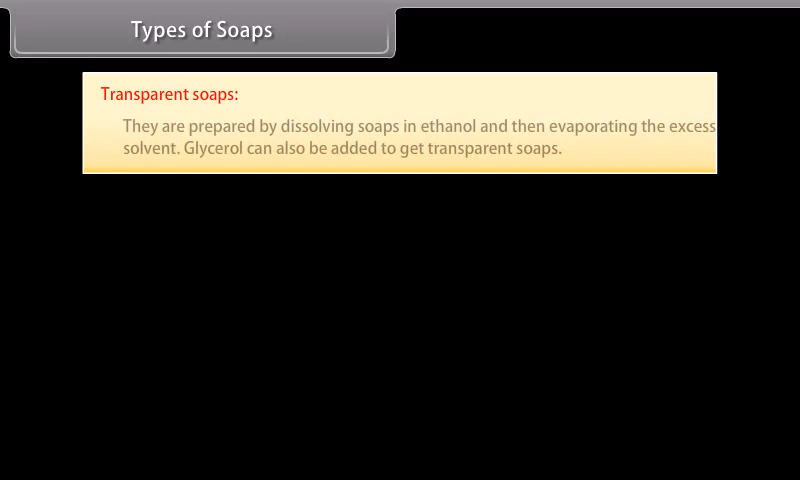 Types of Soaps
Transparent soaps:
They are prepared by dissolving soaps in ethanol and then evaporating the excess
solvent. Glycerol can also be added to get transparent soaps.